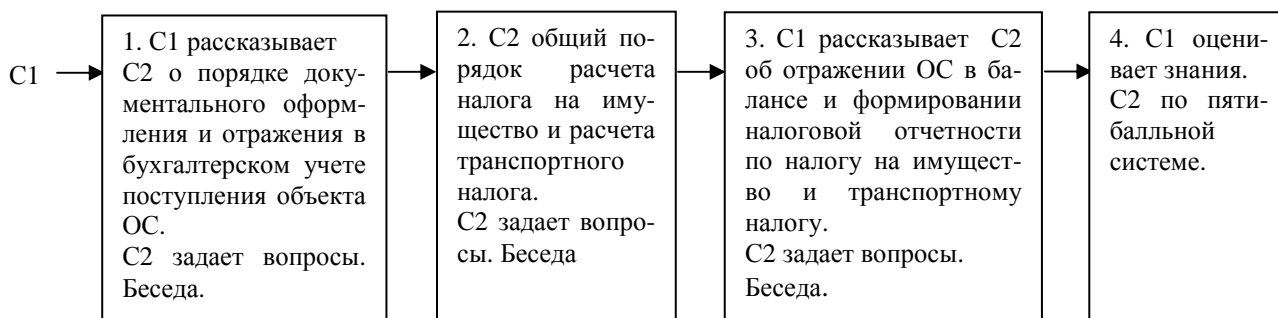 С1
1. С1 рассказывает
С2 о порядке доку-
ментального оформ-
ления и отражения в
бухгалтерском учете
поступления объекта
ОС.
С2 задает вопросы.
Беседа.
2. С2 общий по-
рядок расчета
налога на иму-
щество и расчета
транспортного
налога.
С2 задает вопро-
сы. Беседа
3. С1 рассказывает С2
об отражении ОС в ба-
лансе и формировании
налоговой отчетности
по налогу на имущест-
во и транспортному
налогу.
С2 задает вопросы.
Беседа.
4. С1 оцени-
вает знания.
С2 по пяти-
балльной
системе.